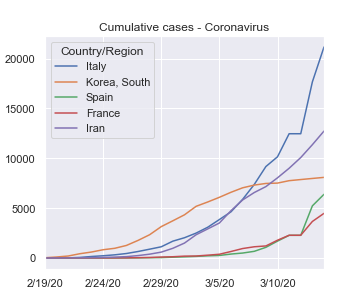 Cumulative cases - Coronavirus
Country/Region
Italy
Korea, South
Spain
France
Iran
20000
15000
10000
5000
0
2/19/20 2/24/20 2/29/20 3/5/20 3/10/20